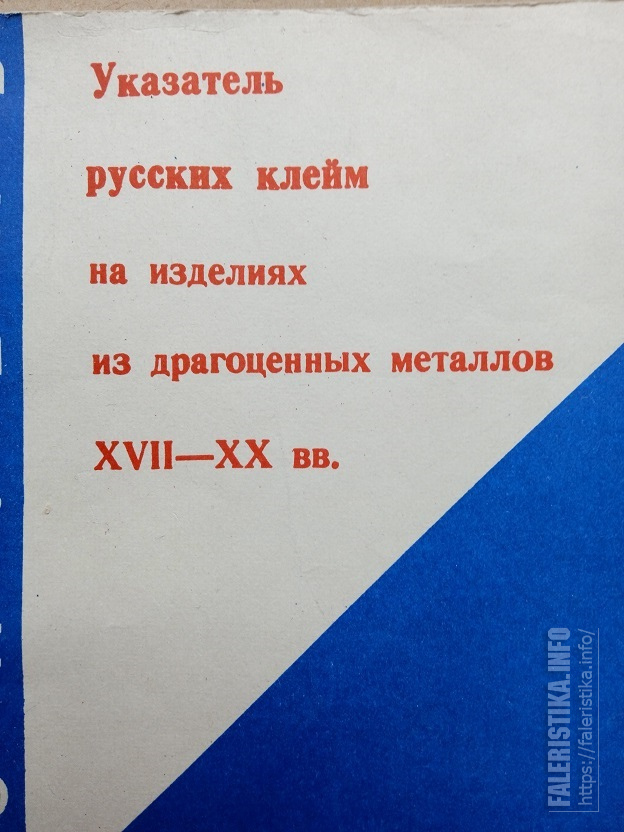 Указатель
русских клейм
на изделиях
из драгоценных металлов
XVII—XX вв.
FALERISTIKA.INFO
https://faleristika.info/